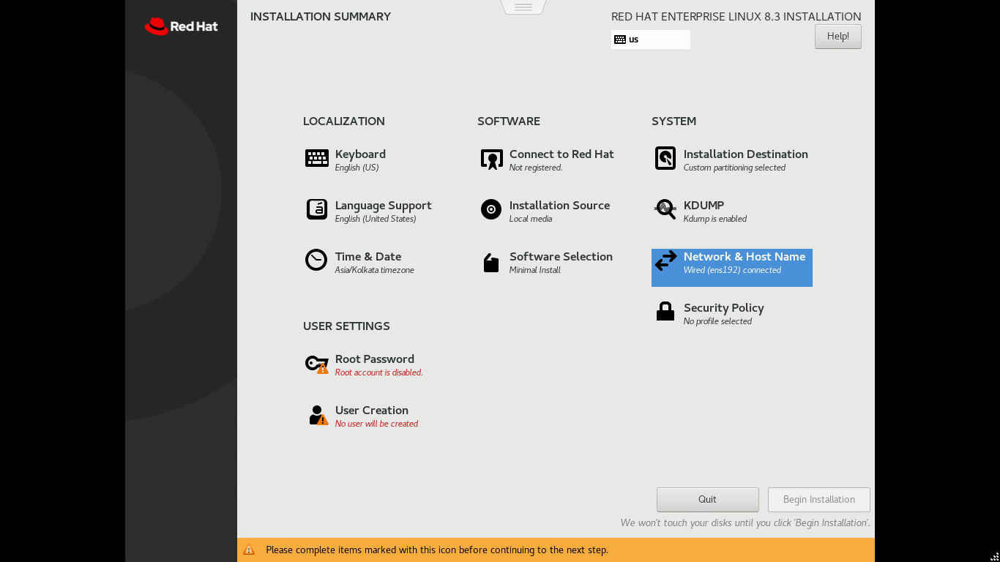 Red Hat
INSTALLATION SUMMARY
RED HAT ENTERPRISE LINUX 8.3 INSTALLATION
us
Help!
LOCALIZATION
Keyboard
English (US)
Language Support
English (United States)
Time & Date
Asia/Kolkata timezone
SOFTWARE
Connect to Red Hat
Not registered.
Installation Source
Local media
Software Selection
Minimal Install
SYSTEM
Installation Destination
Custom partitioning selected
KDUMP
Kdump is enabled
Network & Host Name
Wired (ens192) connected
Security Policy
No profile selected
USER SETTINGS
Root Password
Root account is disabled.
User Creation
No user will be created
Quit
Begin Installation
We won't touch your disks until you click 'Begin Installation'.
Please complete items marked with this icon before continuing to the next step.